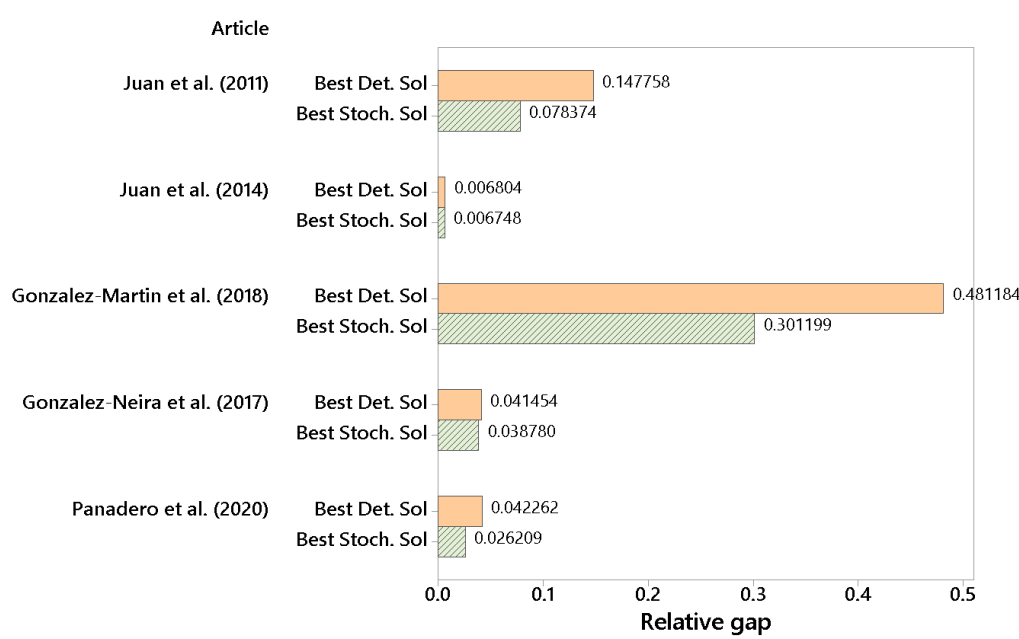 Article
Juan et al. (2011)
Best Det. Sol
0.147758
Best Stoch. Sol
0.078374
Juan et al. (2014)
Best Det. Sol
0.006804
Best Stoch. Sol
0.006748
Gonzalez-Martin et al. (2018)
Best Det. Sol
0.481184
Best Stoch. Sol
0.301199
Gonzalez-Neira et al. (2017)
Best Det. Sol
0.041454
Best Stoch. Sol
0.038780
Panadero et al. (2020)
Best Det. Sol
0.042262
Best Stoch. Sol
0.026209
0.0 0.1 0.2 0.3 0.4 0.5
Relative gap